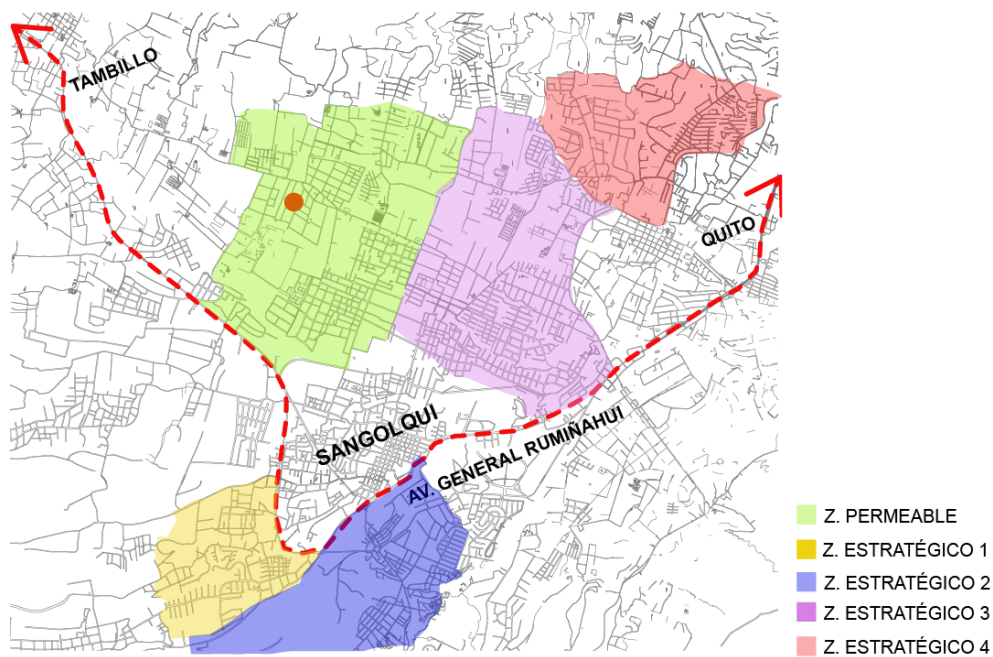 TAMBILLO
QUITO
SANGOLQUI
AV. GENERAL RUMIÑAHUI
Z. PERMEABLE
Z. ESTRATÉGICO 1
Z. ESTRATÉGICO 2
Z. ESTRATÉGICO 3
Z. ESTRATÉGICO 4